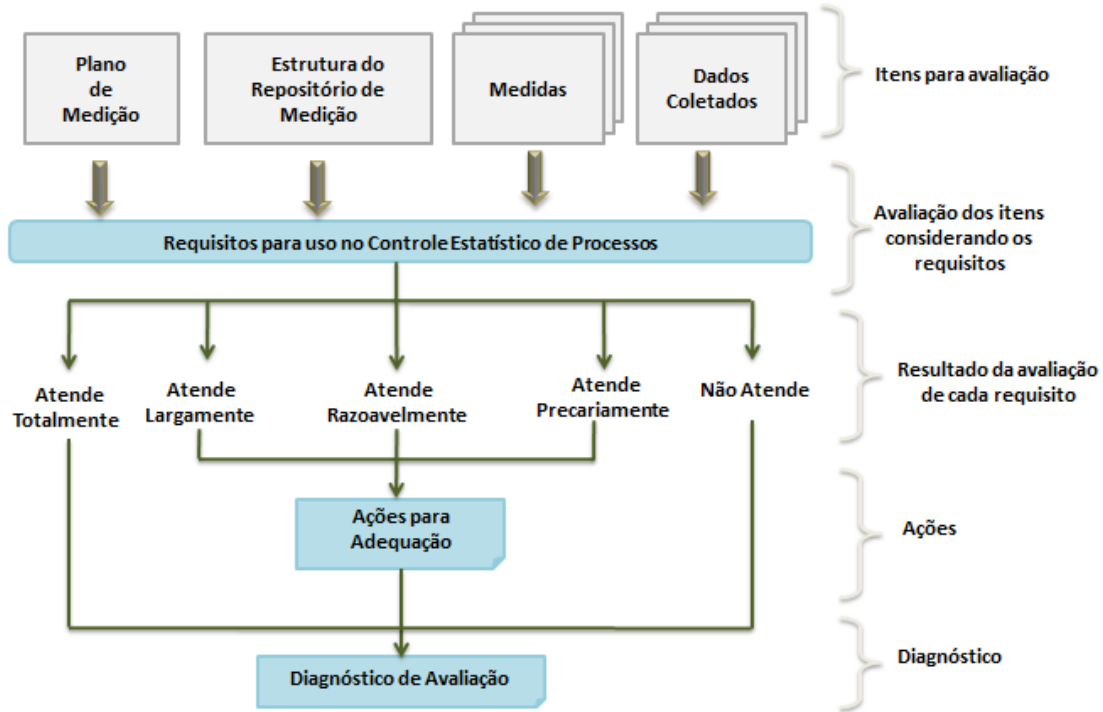 Plano
de
Medição
Estrutura do
Repositório de
Medição
Medidas
Dados
Coletados
Itens para avaliação
Requisitos para uso no Controle Estatístico de Processos
Avaliação dos itens
considerando os
requisitos
Atende
Totalmente
Atende
Largamente
Atende
Razoavelmente
Atende
Precariamente
Não Atende
Resultado da avaliação
de cada requisito
Ações para
Adequação
Ações
Diagnóstico de Avaliação
Diagnóstico